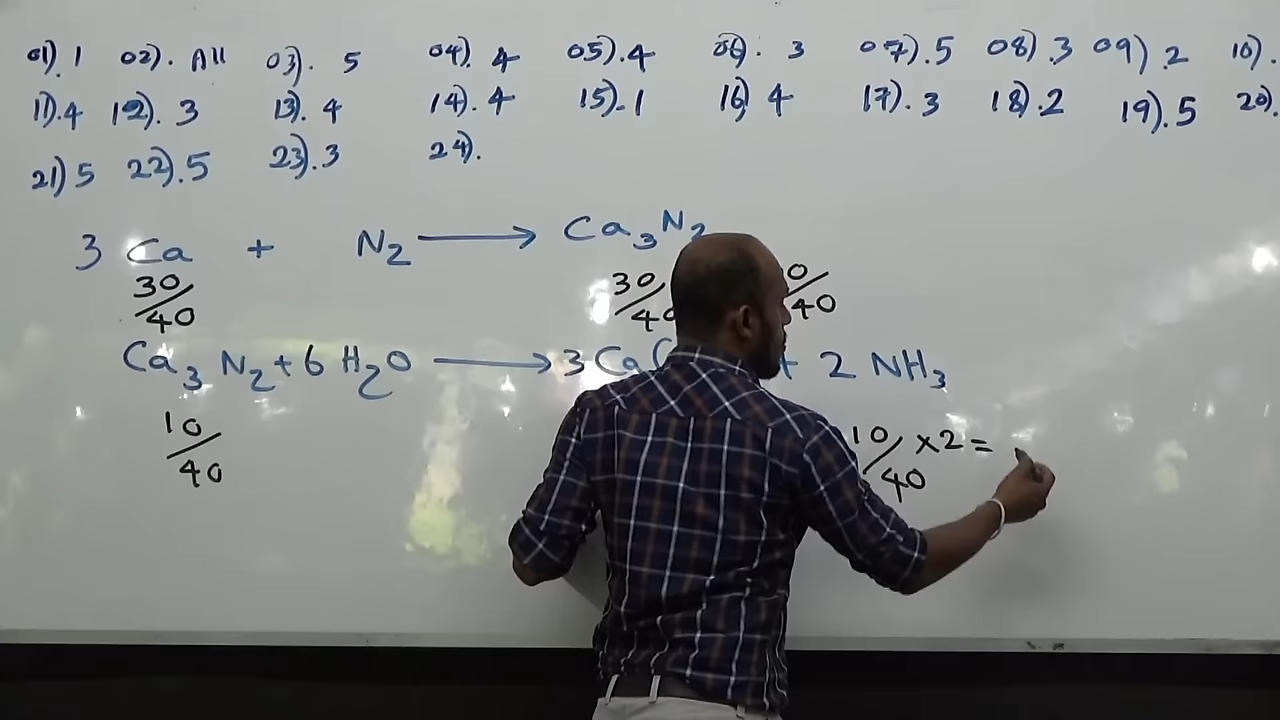 01). 1 02). All 03). 5 04). 4 05). 4 06). 3 07). 5 08). 3 09). 2 10).
11). 4 12). 3 13). 4 14). 4 15). 1 16) 4 17). 3 18). 2 19). 5 20).
21) 5 22). 5 23). 3 24).
3 Ca + N2 ⟶ Ca3N2
30/40 30/40 0/40
Ca3N2 + 6 H2O ⟶ 3 Ca( + 2 NH3
10/40 10/40 ×2 =